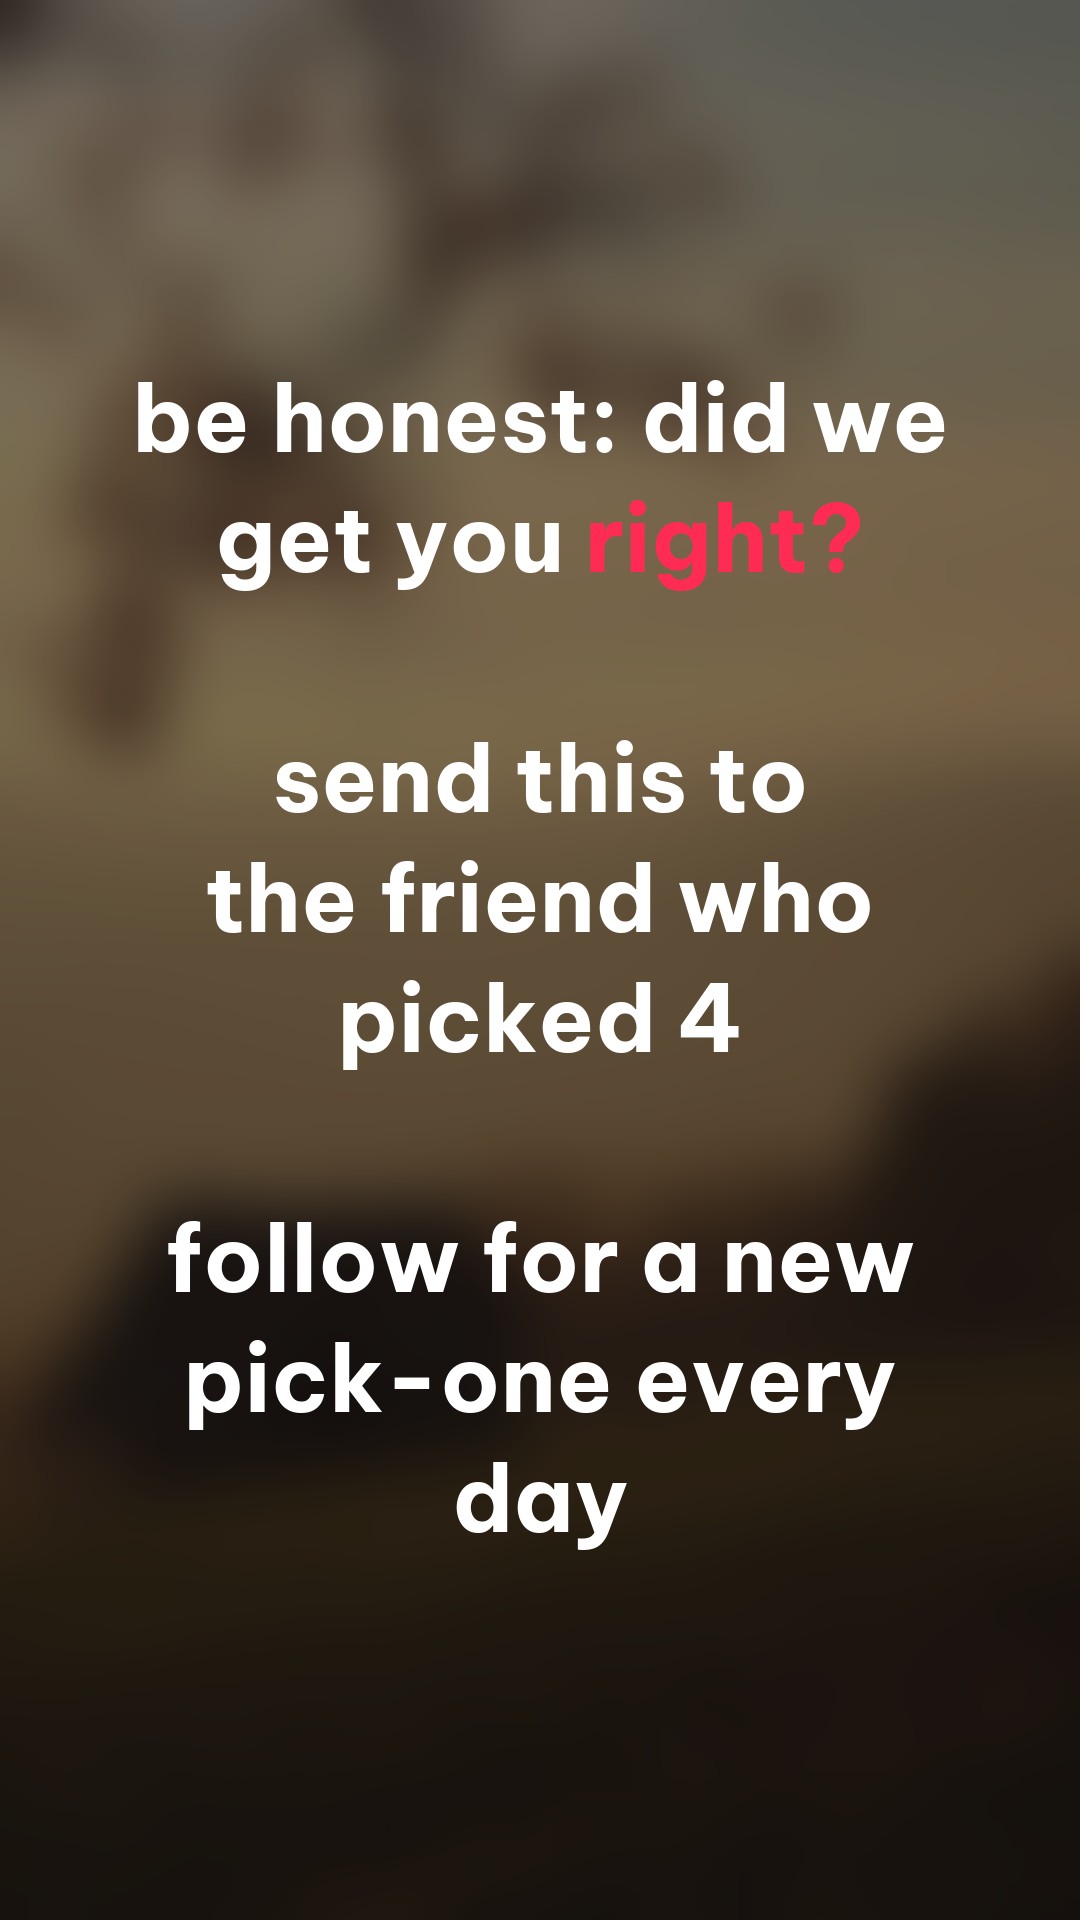 be honest: did we
get you right?
send this to
the friend who
picked 4
follow for a new
pick-one every
day